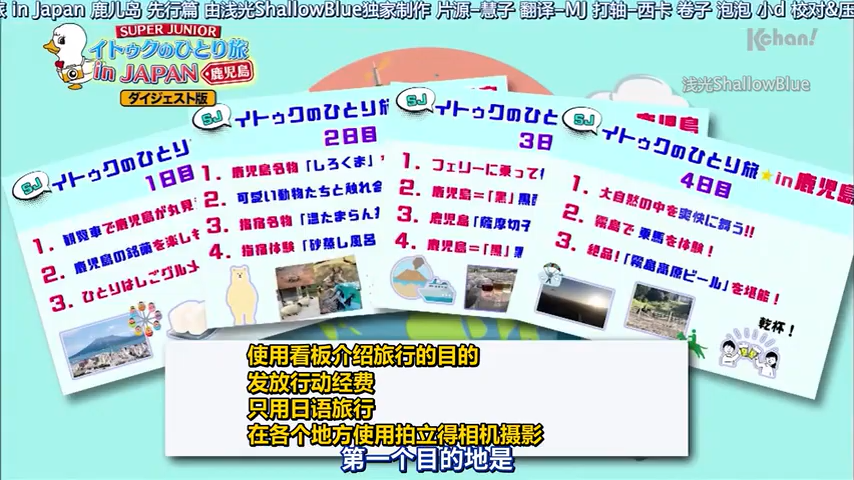 旅 in Japan 鹿儿岛 先行篇 由浅光ShallowBlue独家制作 片源-慧子 翻译-MJ 打轴-西卡 卷子 泡泡 小d 校对&压
SUPER JUNIOR
イトゥクのひとり旅
in JAPAN 鹿児島
ダイジェスト版
Kchan!
浅光ShallowBlue
SJ
イトゥクのひとり
1日目
1. 観覧車で鹿児島が丸見
2. 鹿児島の銘菓を楽し
3. ひとりはしごグルメ
SJ
イトゥクのひとり旅
2日目
1. 鹿児島名物「しろくま」
2. 可愛い動物たちと触れ合
3. 指宿名物「温たまらん
4. 指宿体験「砂蒸し風呂
SJ
イトゥクのひと
3日
1. フェリーに乗って
2. 鹿児島=「黒」黒
3. 鹿児島「薩摩切子
4. 鹿児島=「黒」黒
鹿児島
SJ
イトゥクのひとり旅★in鹿児島
4日目
1. 大自然の中を爽快に舞う!!
2. 霧島で乗馬を体験!
3. 絶品!「霧島高原ビール」を堪能!
乾杯!
使用看板介绍旅行的目的
发放行动经费
只用日语旅行
在各个地方使用拍立得相机摄影
第一个目的地是